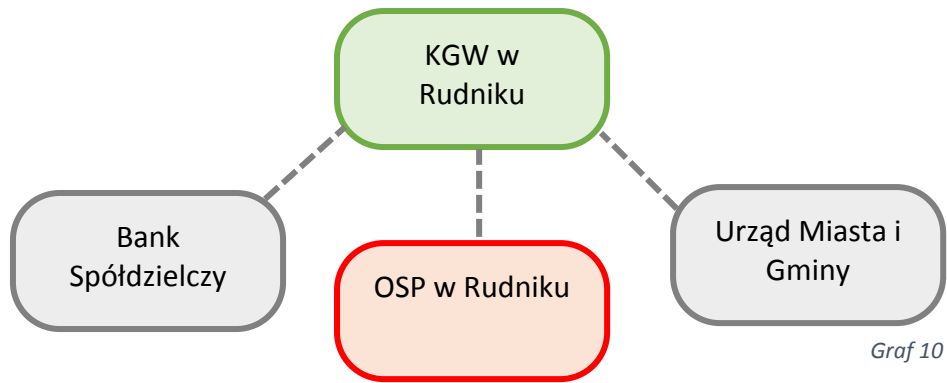 KGW w
Rudniku
Bank
Spółdzielczy
OSP w Rudniku
Urząd Miasta i
Gminy
Graf 10